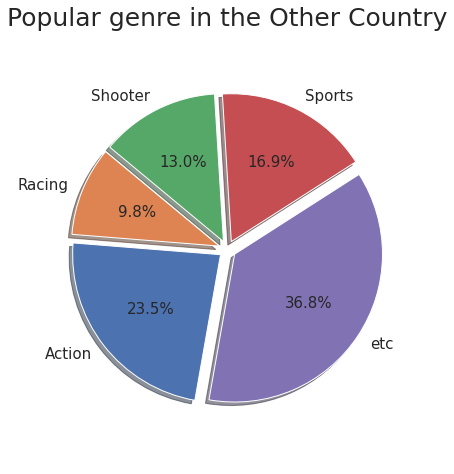 Popular genre in the Other Country
Shooter
Sports
13.0%
16.9%
Racing
9.8%
23.5%
36.8%
Action
etc